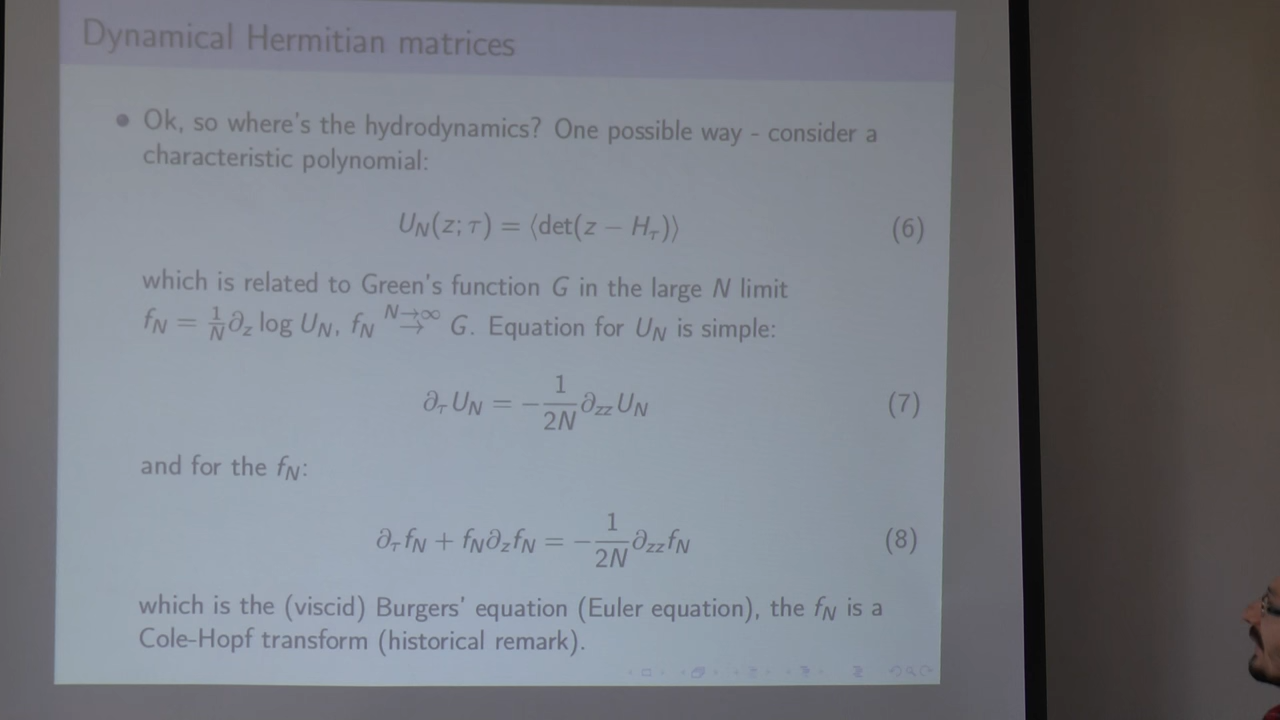 Dynamical Hermitian matrices
• Ok, so where's the hydrodynamics? One possible way - consider a
characteristic polynomial:
U_N(z; τ) = ⟨det(z − H_τ)⟩ (6)
which is related to Green's function G in the large N limit
f_N = 1/N ∂_z log U_N, f_N →^{N→∞} G. Equation for U_N is simple:
∂_τ U_N = −1/2N ∂_zz U_N (7)
and for the f_N:
∂_τ f_N + f_N ∂_z f_N = −1/2N ∂_zz f_N (8)
which is the (viscid) Burgers' equation (Euler equation), the f_N is a
Cole-Hopf transform (historical remark).